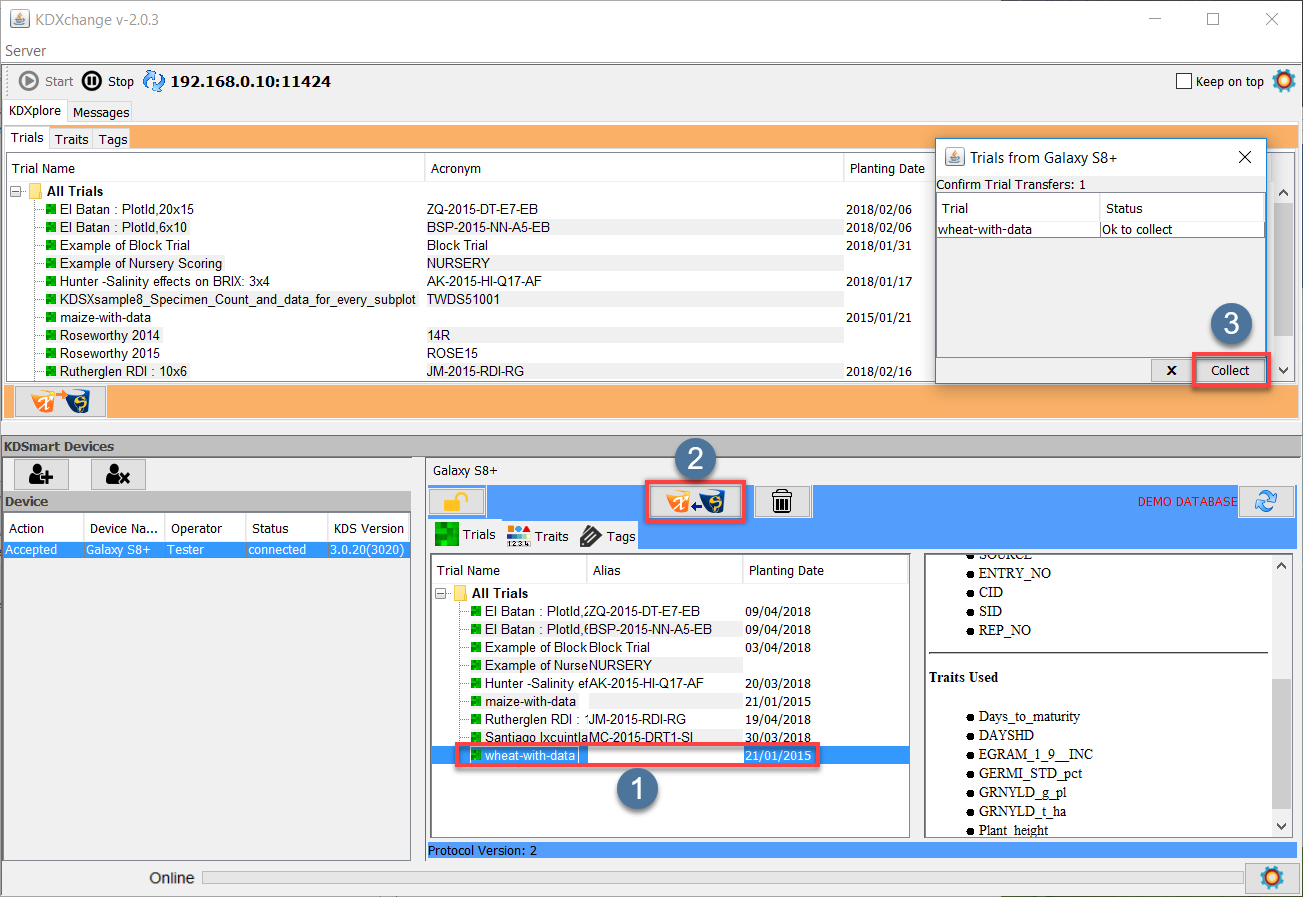 KDXchange v-2.0.3
Server
Start Stop 192.168.0.10:11424 Keep on top
KDXplore Messages
Trials Traits Tags
Trial Name Acronym Planting Date
All Trials
El Batan : PlotId,20x15 ZQ-2015-DT-E7-EB 2018/02/06
El Batan : PlotId,6x10 BSP-2015-NN-A5-EB 2018/02/06
Example of Block Trial Block Trial 2018/01/31
Example of Nursery Scoring NURSERY
Hunter -Salinity effects on BRIX: 3x4 AK-2015-HI-Q17-AF 2018/01/17
KDSXsample8_Specimen_Count_and_data_for_every_subplot TWDS51001
maize-with-data 2015/01/21
Roseworthy 2014 14R
Roseworthy 2015 ROSE15
Rutherglen RDI : 10x6 JM-2015-RDI-RG 2018/02/16
Trials from Galaxy S8+
Confirm Trial Transfers: 1
Trial Status
wheat-with-data Ok to collect
3
X Collect
KDSmart Devices
Device
Action Device Na... Operator Status KDS Version
Accepted Galaxy S8+ Tester connected 3.0.20(3020)
Galaxy S8+
2
DEMO DATABASE
Trials 1 2 3 4 Traits Tags
Trial Name Alias Planting Date
All Trials
El Batan : PlotId,2 ZQ-2015-DT-E7-EB 09/04/2018
El Batan : PlotId,6 BSP-2015-NN-A5-EB 09/04/2018
Example of Block Block Trial 03/04/2018
Example of Nurse NURSERY
Hunter -Salinity ef AK-2015-HI-Q17-AF 20/03/2018
maize-with-data 21/01/2015
Rutherglen RDI : 1 JM-2015-RDI-RG 19/04/2018
Santiago Ixcuintla MC-2015-DRT1-SI 30/03/2018
wheat-with-data 21/01/2015
1
SOURCE
ENTRY_NO
CID
SID
REP_NO
Traits Used
Days_to_maturity
DAYSHD
EGRAM_1_9__INC
GERMI_STD_pct
GRNYLD_g_pl
GRNYLD_t_ha
Plant_height
Protocol Version: 2
Online